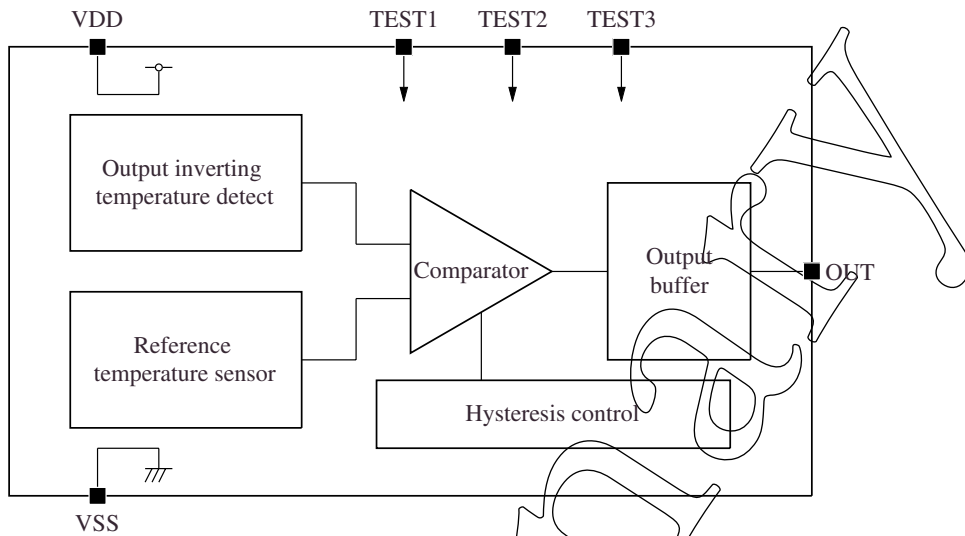 VDD
TEST1
TEST2
TEST3
Output inverting
temperature detect
Comparator
Output
buffer
OUT
Reference
temperature sensor
Hysteresis control
VSS